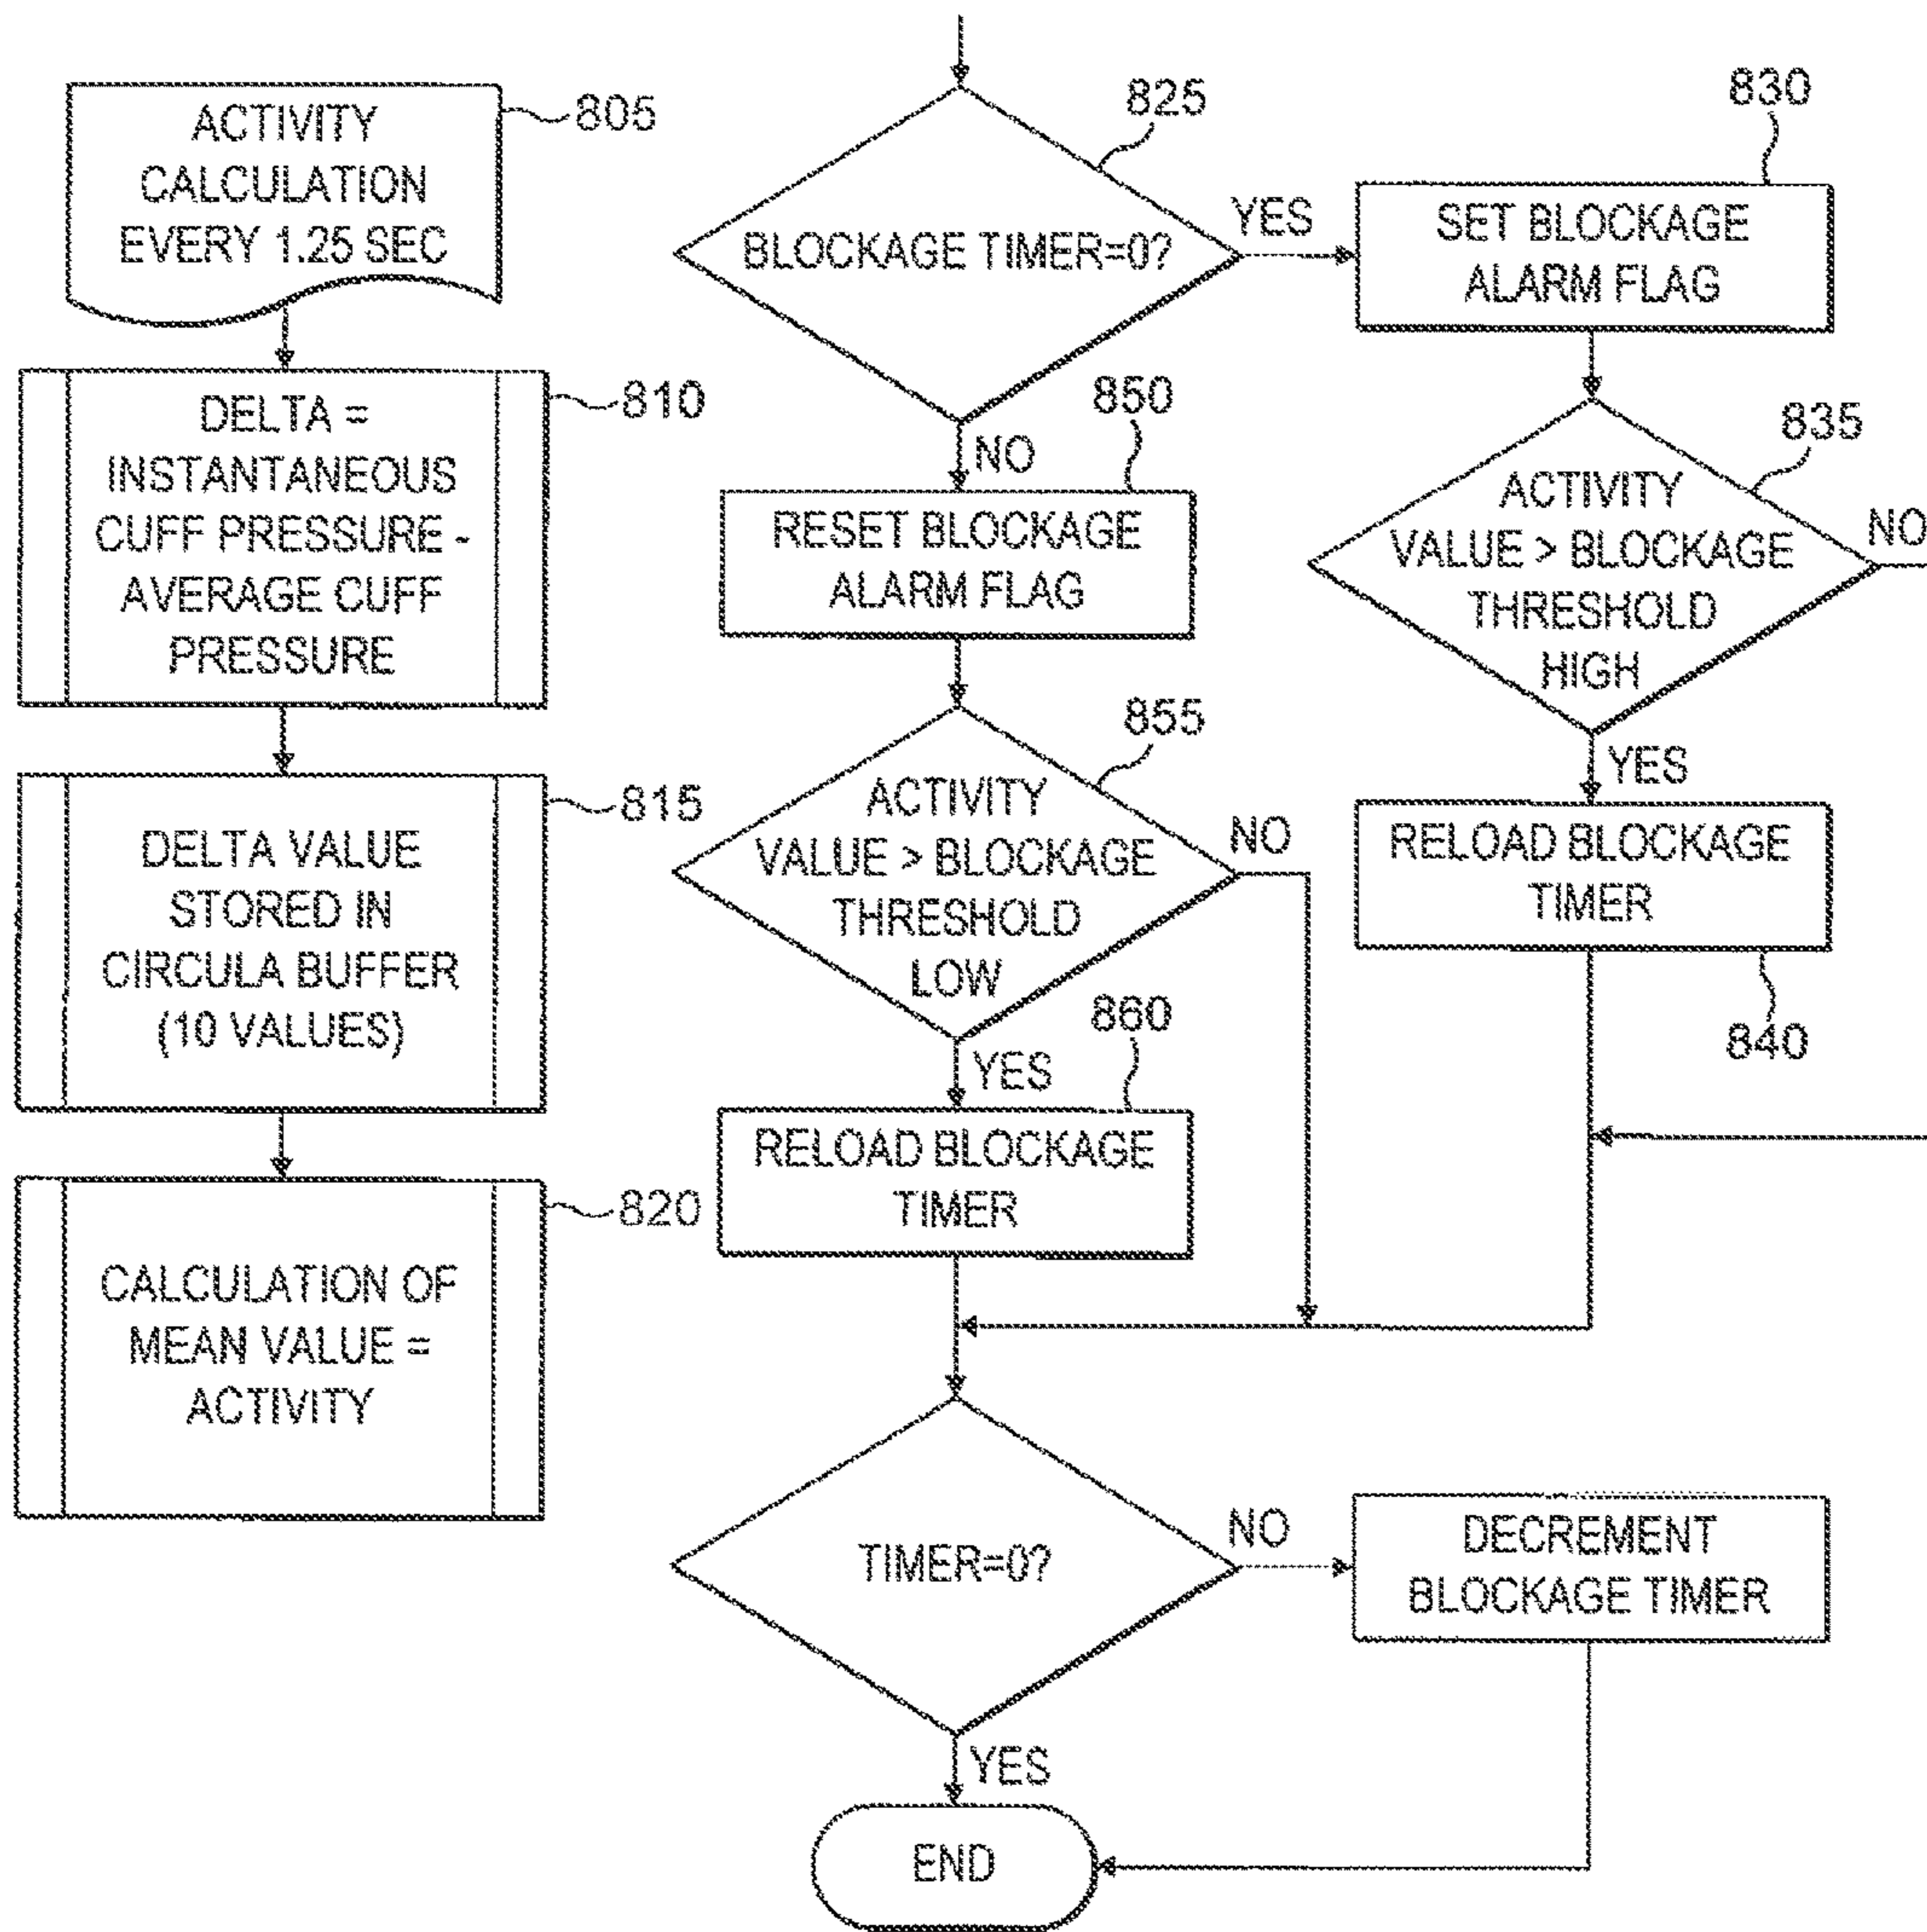 ACTIVITY
CALCULATION
EVERY 1.25 SEC
805
DELTA =
INSTANTANEOUS
CUFF PRESSURE -
AVERAGE CUFF
PRESSURE
810
DELTA VALUE
STORED IN
CIRCULA BUFFER
(10 VALUES)
815
CALCULATION OF
MEAN VALUE =
ACTIVITY
820
BLOCKAGE TIMER=0?
825
YES
NO
SET BLOCKAGE
ALARM FLAG
830
ACTIVITY
VALUE > BLOCKAGE
THRESHOLD
HIGH
835
NO
YES
RELOAD BLOCKAGE
TIMER
840
RESET BLOCKAGE
ALARM FLAG
850
ACTIVITY
VALUE > BLOCKAGE
THRESHOLD
LOW
855
NO
YES
RELOAD BLOCKAGE
TIMER
860
TIMER=0?
NO
YES
DECREMENT
BLOCKAGE TIMER
END